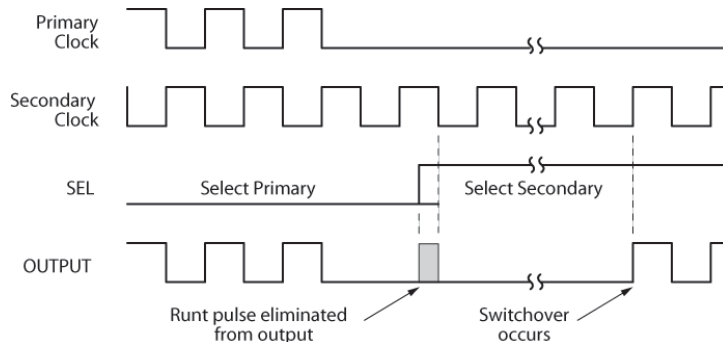 Primary
Clock
Secondary
Clock
SEL
Select Primary
Select Secondary
OUTPUT
Runt pulse eliminated
from output
Switchover
occurs